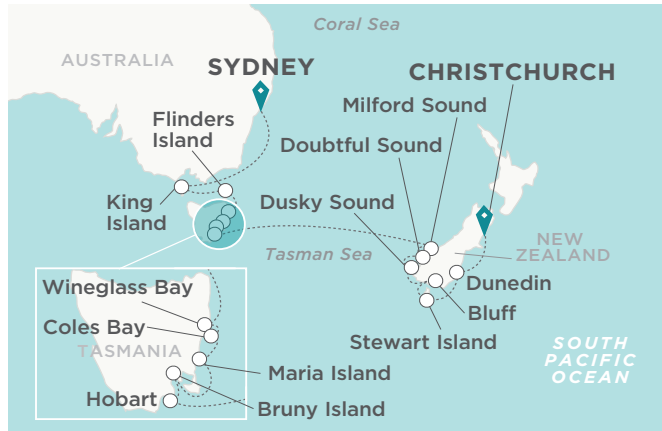 Coral Sea
AUSTRALIA
SYDNEY
CHRISTCHURCH
Milford Sound
Flinders
Island
Doubtful Sound
King
Island
Dusky Sound
Tasman Sea
NEW
ZEALAND
Dunedin
Bluff
Stewart Island
SOUTH
PACIFIC
OCEAN
Wineglass Bay
Coles Bay
TASMANIA
Maria Island
Hobart
Bruny Island